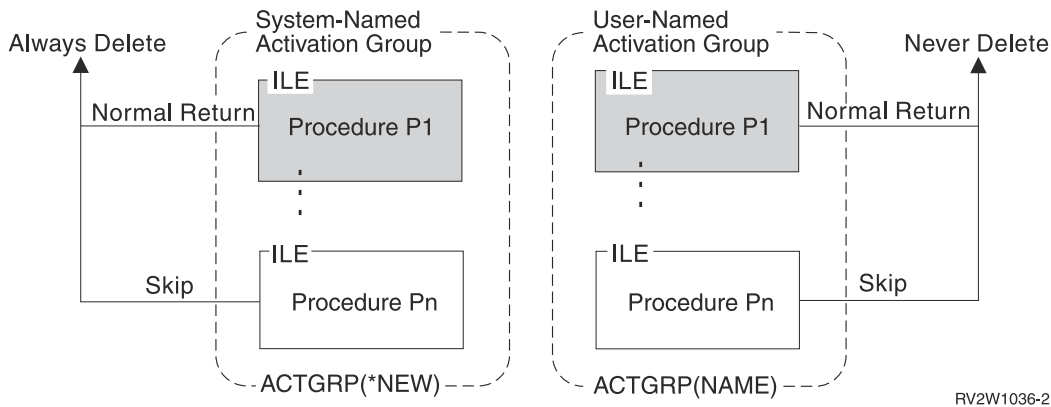 System-Named
Activation Group
User-Named
Activation Group
Always Delete
Never Delete
ILE
Procedure P1
Normal Return
ILE
Procedure P1
Normal Return
ILE
Procedure Pn
Skip
ILE
Procedure Pn
Skip
ACTGRP(*NEW)
ACTGRP(NAME)
RV2W1036-2